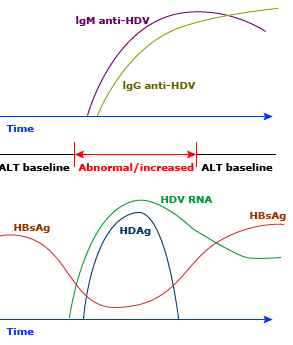 IgM anti-HDV
IgG anti-HDV
Time
ALT baseline Abnormal/increased ALT baseline
HDV RNA
HBsAg
HBsAg
HDAg
Time